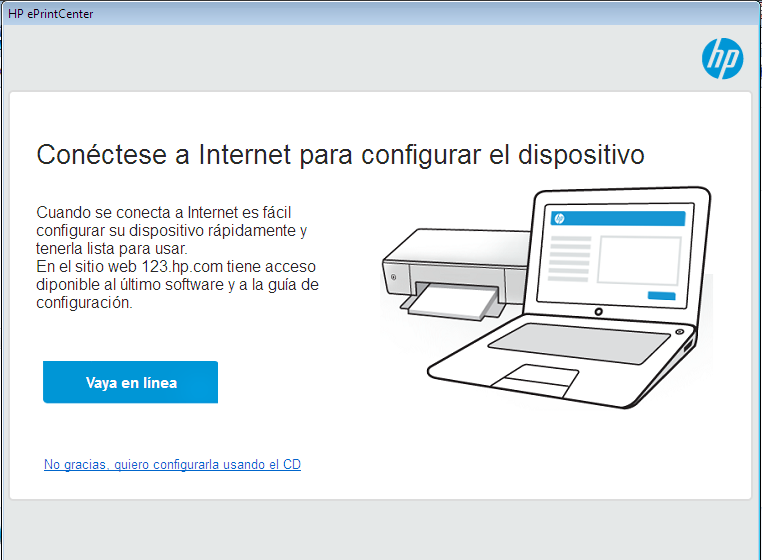 HP ePrintCenter
hp
Conéctese a Internet para configurar el dispositivo
Cuando se conecta a Internet es fácil
configurar su dispositivo rápidamente y
tenerla lista para usar.
En el sitio web 123.hp.com tiene acceso
diponible al último software y a la guía de
configuración.
hp
Vaya en línea
No gracias, quiero configurarla usando el CD